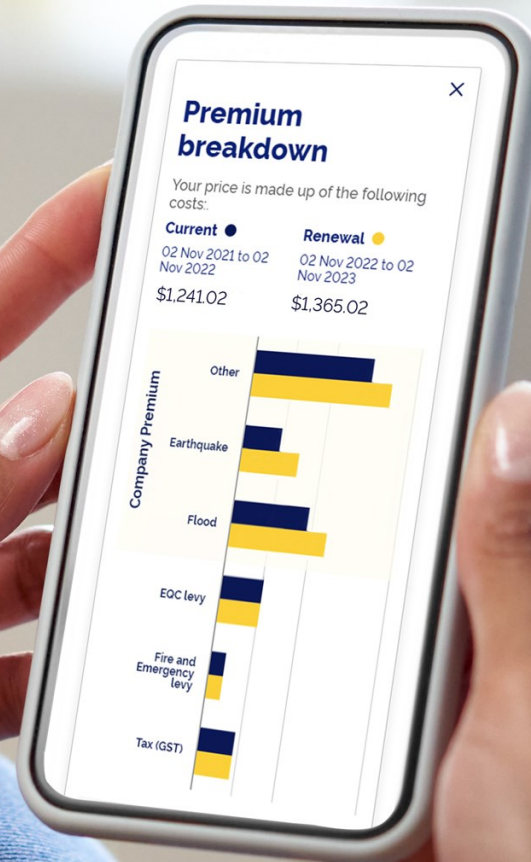 Premium
breakdown
Your price is made up of the following
costs:.
Current
02 Nov 2021 to 02
Nov 2022
$1,241.02
Renewal
02 Nov 2022 to 02
Nov 2023
$1,365.02
Company Premium
Other
Earthquake
Flood
EQC levy
Fire and
Emergency
levy
Tax (GST)